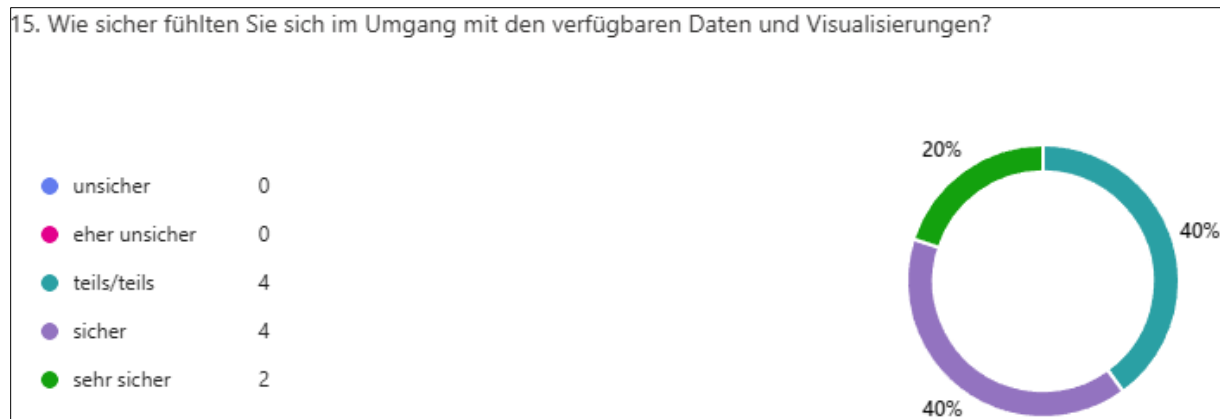 15. Wie sicher fühlten Sie sich im Umgang mit den verfügbaren Daten und Visualisierungen?
unsicher 0
eher unsicher 0
teils/teils 4
sicher 4
sehr sicher 2
20%
40%
40%